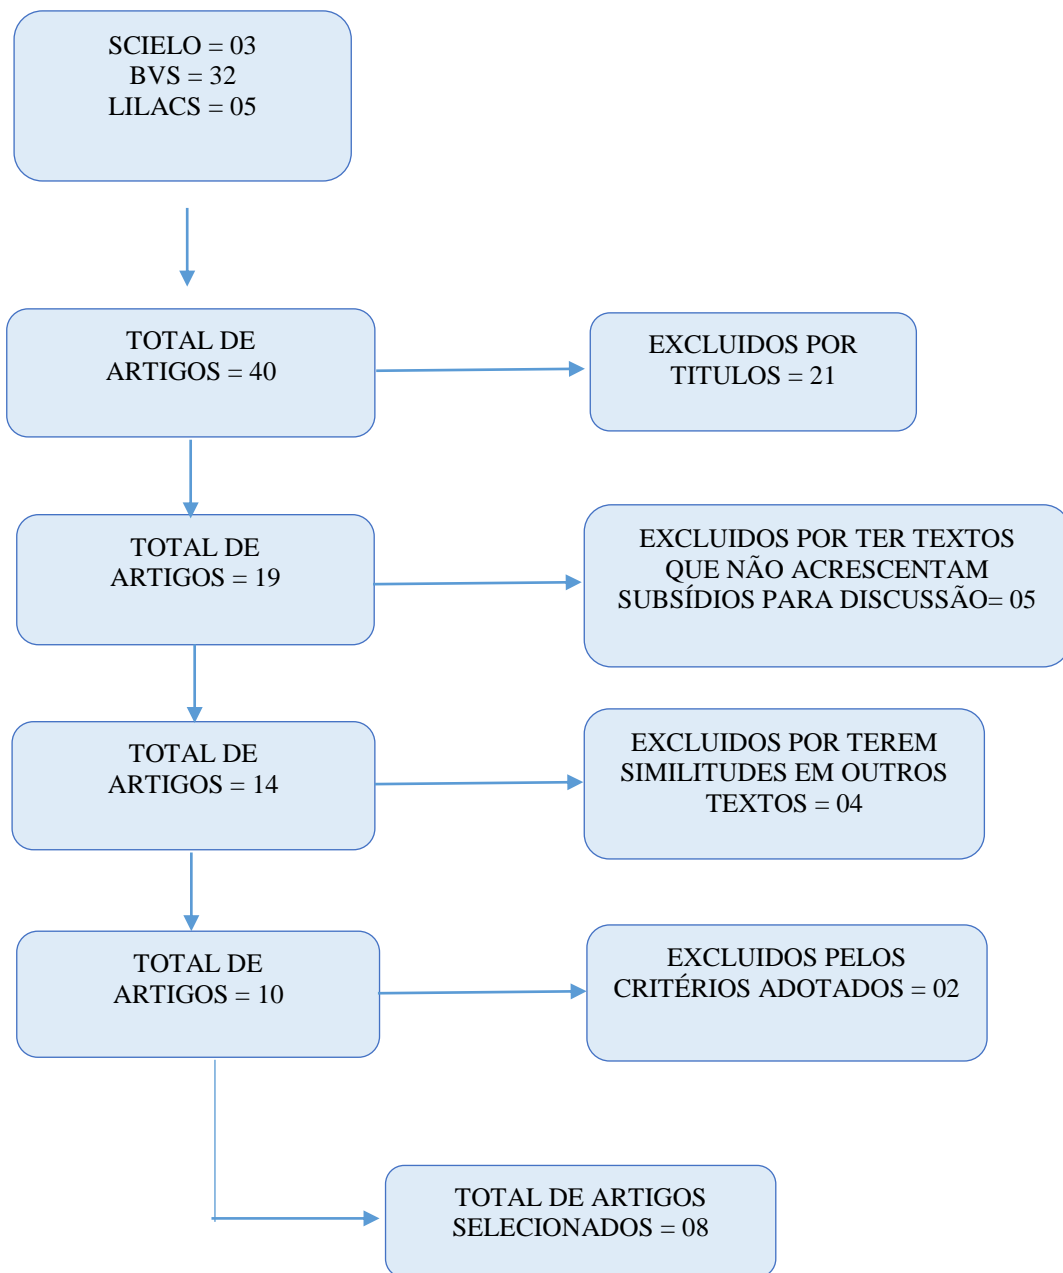 SCIELO = 03
BVS = 32
LILACS = 05
TOTAL DE
ARTIGOS = 40
EXCLUIDOS POR
TITULOS = 21
TOTAL DE
ARTIGOS = 19
EXCLUIDOS POR TER TEXTOS
QUE NÃO ACRESCENTAM
SUBSÍDIOS PARA DISCUSSÃO= 05
TOTAL DE
ARTIGOS = 14
EXCLUIDOS POR TEREM
SIMILITUDES EM OUTROS
TEXTOS = 04
TOTAL DE
ARTIGOS = 10
EXCLUIDOS PELOS
CRITÉRIOS ADOTADOS = 02
TOTAL DE ARTIGOS
SELECIONADOS = 08